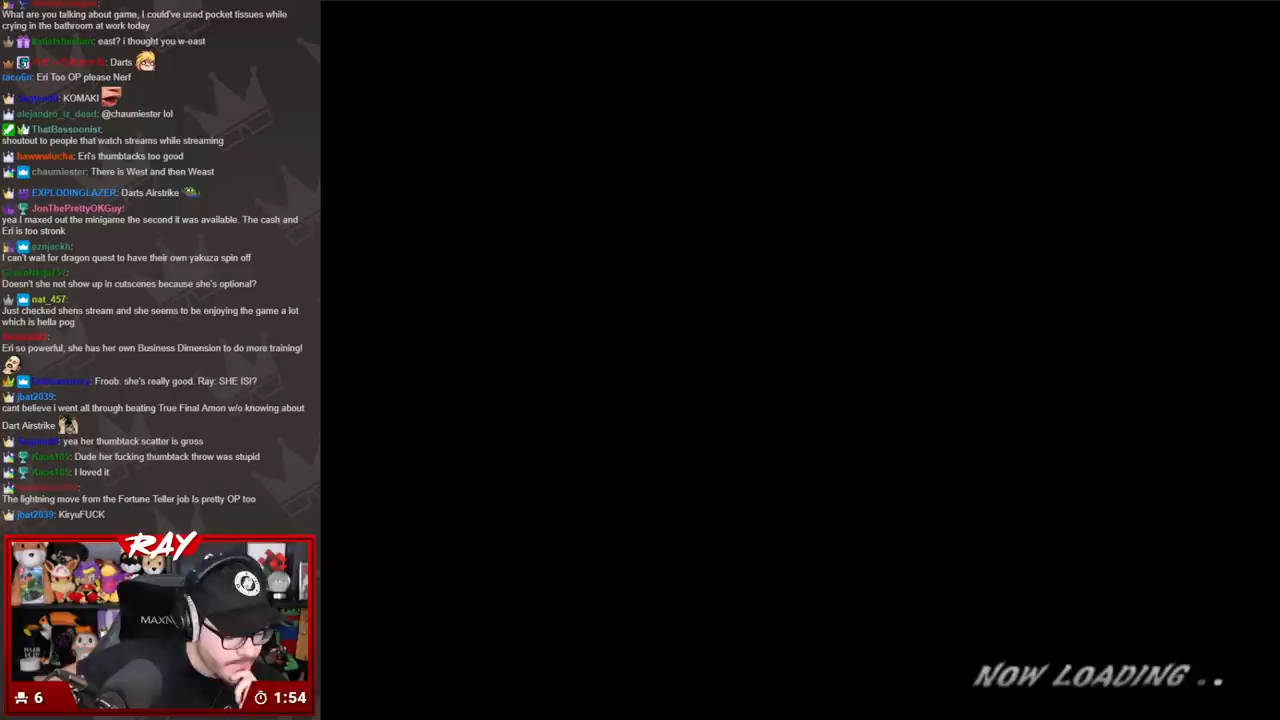 What are you talking about game, I could've used pocket tissues while
crying in the bathroom at work today
east? i thought you w-east
Darts
taco6n: Eri Too OP please Nerf
KOMAKI
alejandro_iz_dead: @chaumiester lol
ThatBassoonist:
shoutout to people that watch streams while streaming
hawwwlucha: Eri's thumbtacks too good
chaumiester: There is West and then Weast
EXPLODINGLAZER: Darts Airstrike
JonThePrettyOKGuy:
yea I maxed out the minigame the second it was available. The cash and
Eri is too stronk
aznjackh:
I can't wait for dragon quest to have their own yakuza spin off
Doesn't she not show up in cutscenes because she's optional?
nat_457:
Just checked shens stream and she seems to be enjoying the game a lot
which is hella pog
Eri so powerful, she has her own Business Dimension to do more training!
Froob: she's really good. Ray: SHE IS!?
jbat2039:
cant believe i went all through beating True Final Amon w/o knowing about
Dart Airstrike
yea her thumbtack scatter is gross
Kaos105: Dude her fucking thumbtack throw was stupid
Kaos105: I loved it
The lightning move from the Fortune Teller job Is pretty OP too
jbat2039: KiryuFUCK
RAY
MAXN
6
1:54
NOW LOADING . .